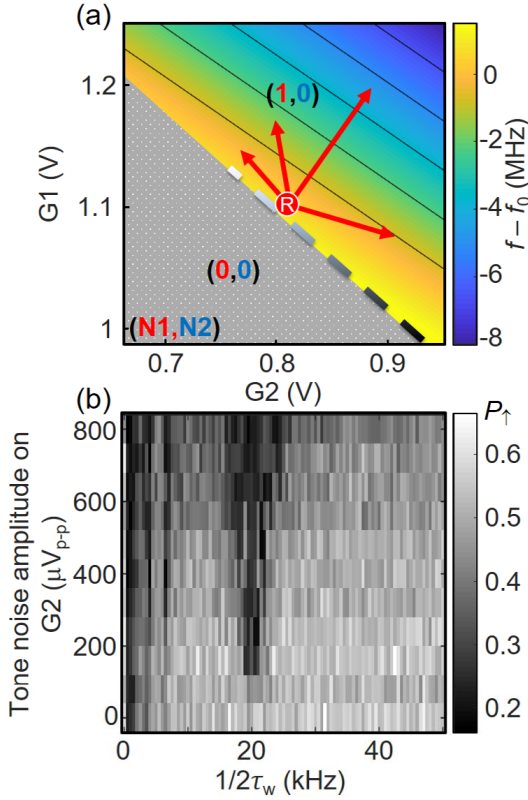 (a)
1.2
1.1
1
G1 (V)
(1,0)
R
(0,0)
(N1,N2)
0.7
0.8
0.9
G2 (V)
0
-2
-4
-6
-8
f − f₀ (MHz)
(b)
800
600
400
200
0
Tone noise amplitude on
G2 (μVp-p)
0
20
40
1/2τw (kHz)
P↑
0.6
0.5
0.4
0.3
0.2